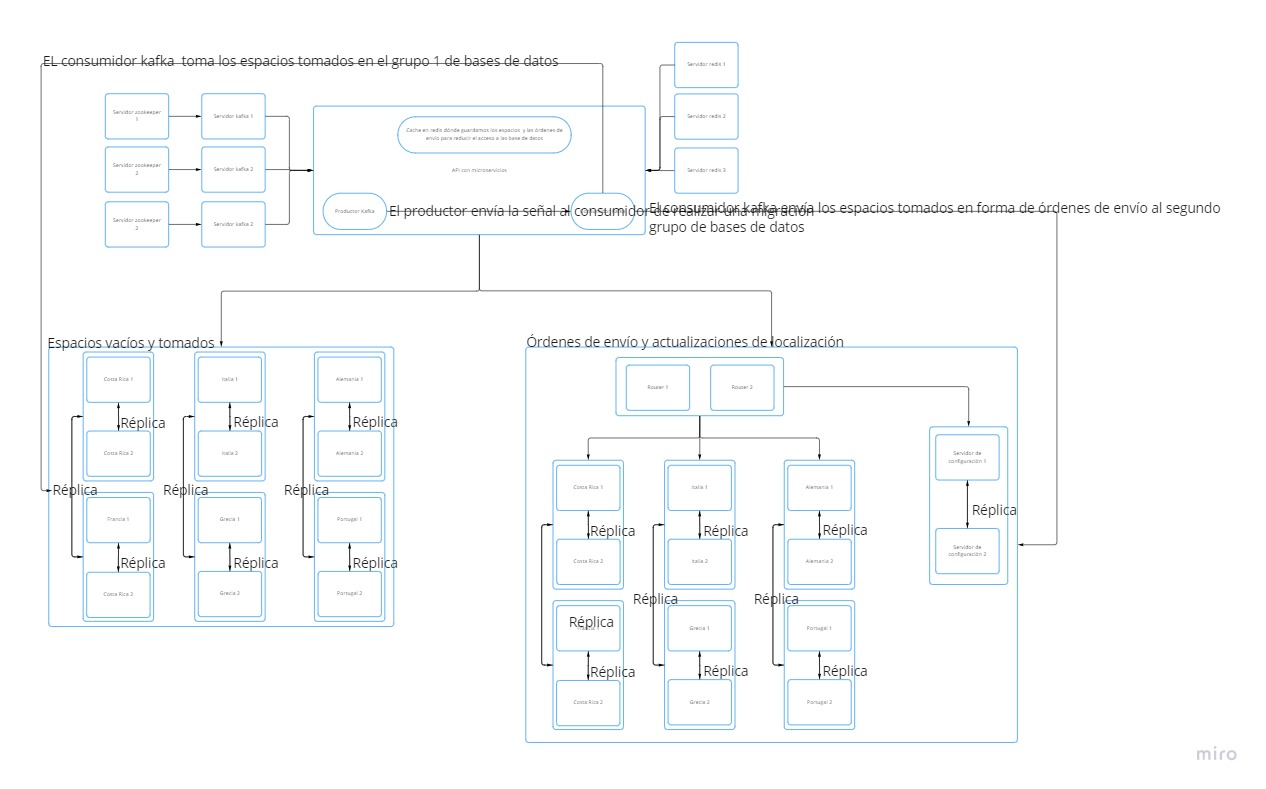 EL consumidor kafka  toma los espacios tomados en el grupo 1 de bases de datos
Servidor redis 1
Servidor redis 2
Servidor redis 3
Servidor zookeeper
1
Servidor kafka 1
Servidor zookeeper
2
Servidor kafka 2
Servidor zookeeper
2
Servidor kafka 2
Cache en redis dónde guardamos los espacios  y las órdenes de
envío para reducir el acceso a las base de datos
API con microservicios
Productor Kafka
El productor envía la señal al consumidor de realizar una migración
El consumidor kafka envía los espacios tomados en forma de órdenes de envío al segundo
grupo de bases de datos
Espacios vacíos y tomados
Costa Rica 1
Italia 1
Alemania 1
Réplica
Réplica
Réplica
Costa Rica 2
Italia 2
Alemania 2
Réplica
Réplica
Réplica
Francia 1
Grecia 1
Portugal 1
Réplica
Réplica
Réplica
Costa Rica 2
Grecia 2
Portugal 2
Órdenes de envío y actualizaciones de localización
Router 1
Router 2
Servidor de
configuración 1
Réplica
Servidor de
configuración 2
Costa Rica 1
Italia 1
Alemania 1
Réplica
Réplica
Réplica
Costa Rica 2
Italia 2
Alemania 2
Réplica
Réplica
Réplica
Grecia 1
Portugal 1
Réplica
Réplica
Réplica
Costa Rica 2
Grecia 2
Portugal 2
miro